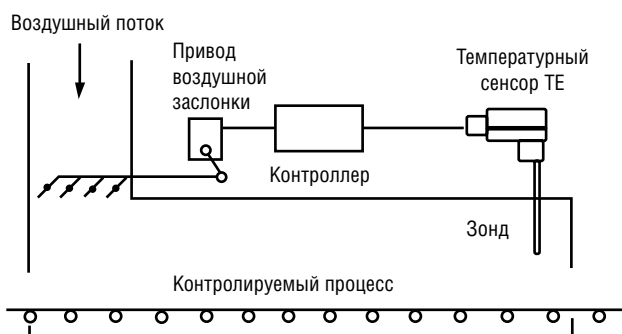 Воздушный поток
Привод
воздушной
заслонки
Температурный
сенсор TE
Контроллер
Зонд
Контролируемый процесс